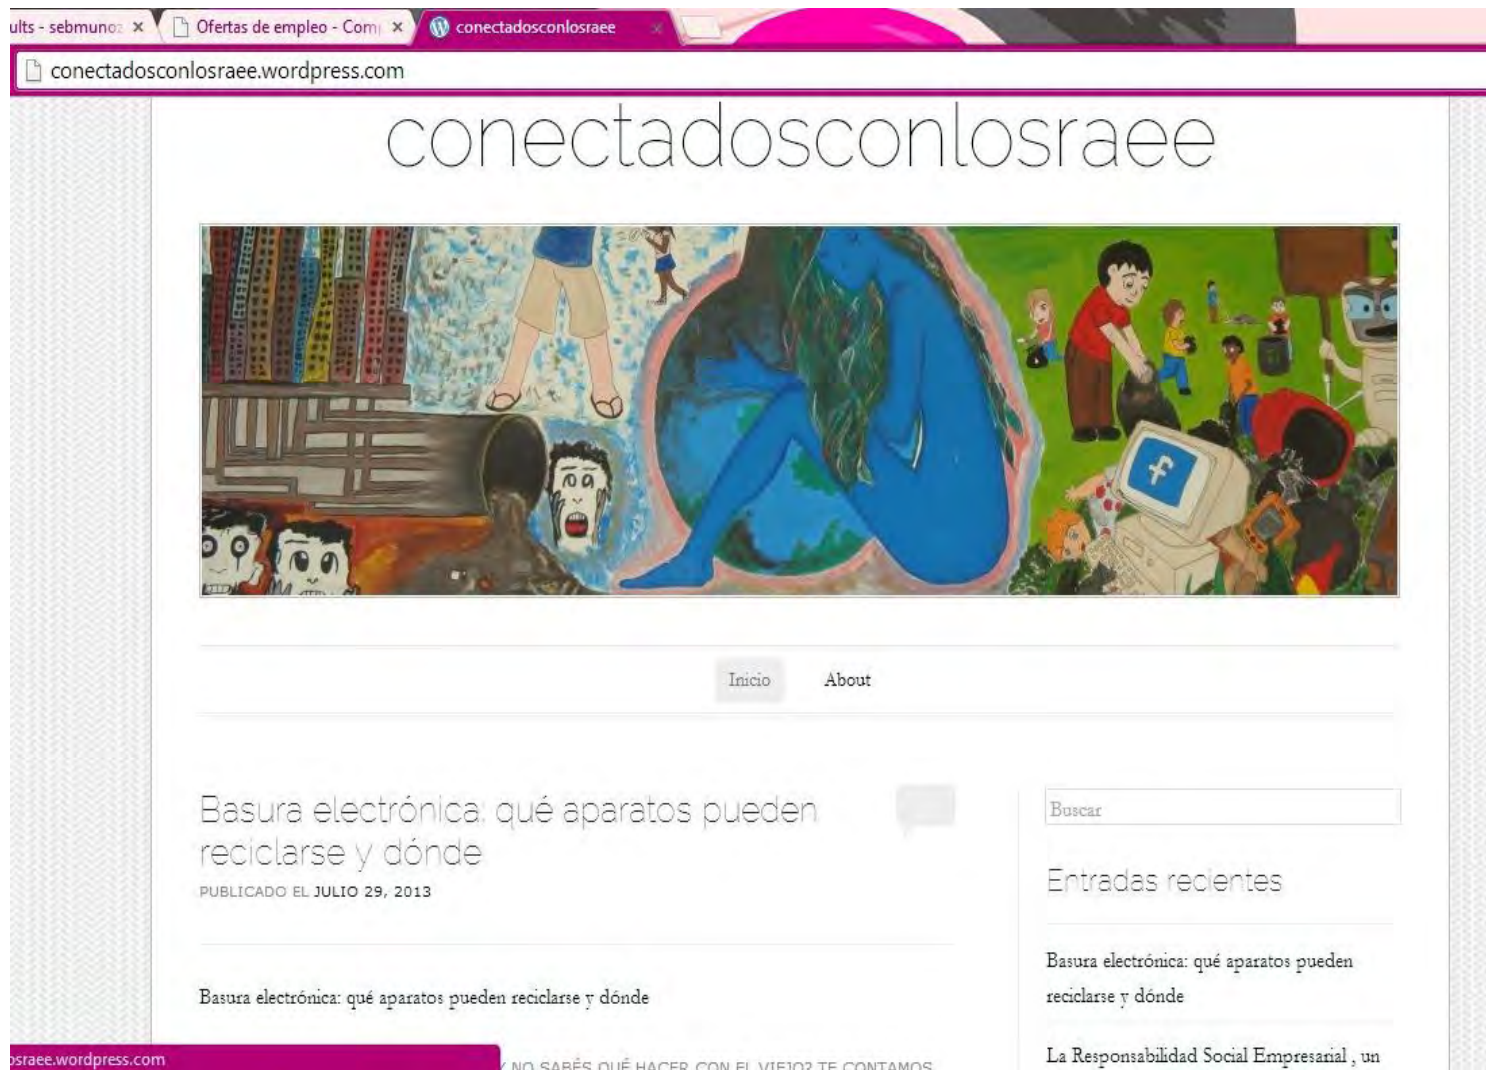 ults - sebmunoz
Ofertas de empleo - Com
conectadosconlosraee
conectadosconlosraee.wordpress.com
conectadosconlosraee
f
Inicio About
Basura electrónica: qué aparatos pueden
reciclarse y dónde
PUBLICADO EL JULIO 29, 2013
Basura electrónica: qué aparatos pueden reciclarse y dónde
Y NO SABÉS QUÉ HACER CON EL VIEJO? TE CONTAMOS
Buscar
Entradas recientes
Basura electrónica: qué aparatos pueden
reciclarse y dónde
La Responsabilidad Social Empresarial , un
osraee.wordpress.com